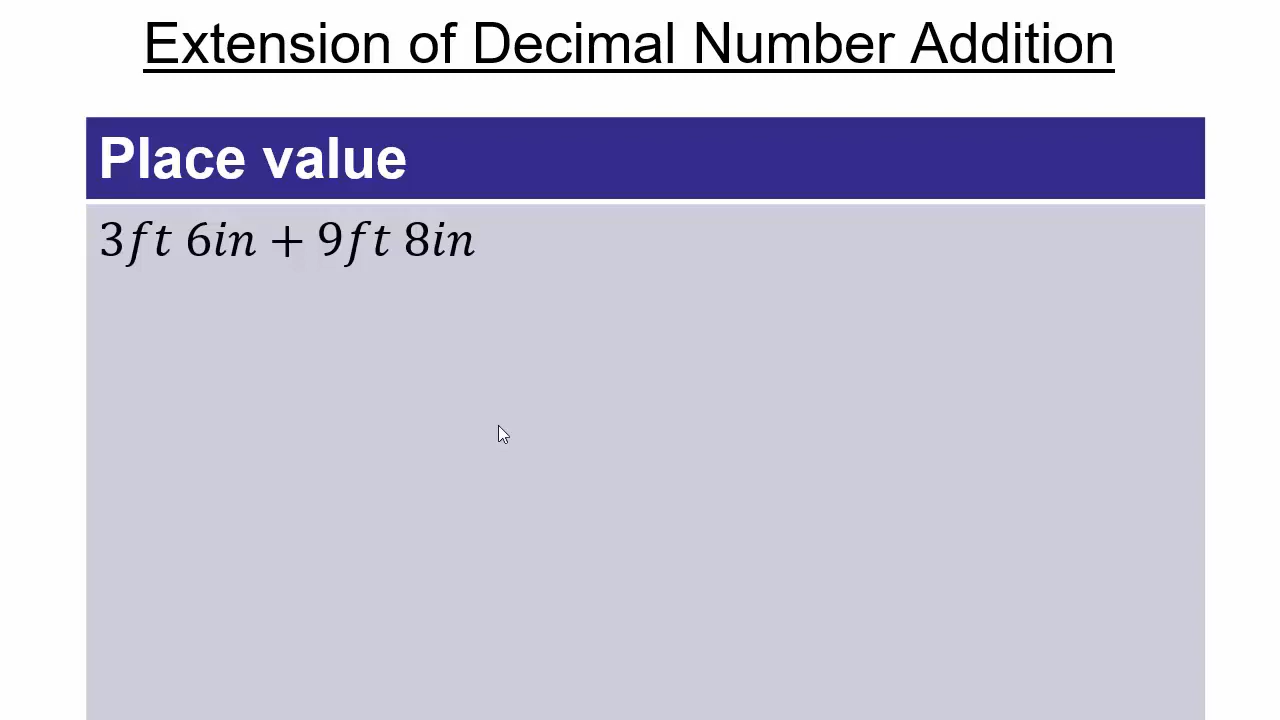 Extension of Decimal Number Addition
Place value
3ft 6in + 9ft 8in